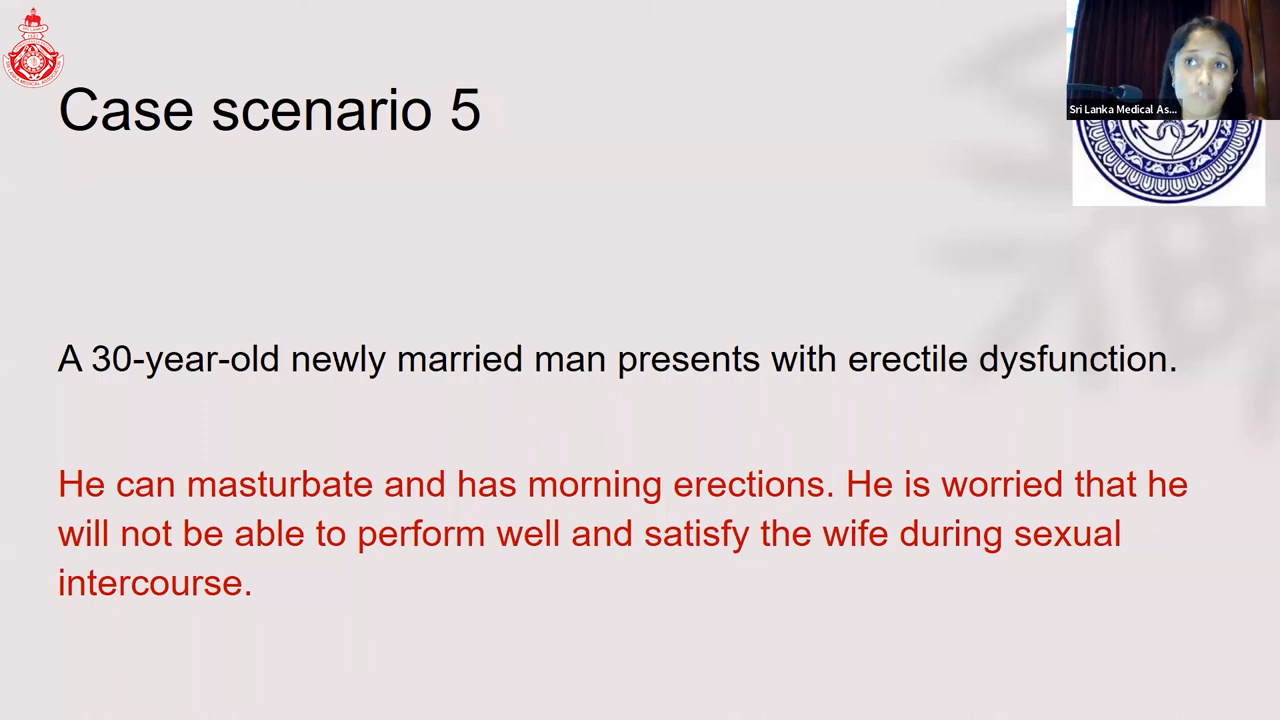 Case scenario 5
Sri Lanka Medical As...
A 30-year-old newly married man presents with erectile dysfunction.
He can masturbate and has morning erections. He is worried that he
will not be able to perform well and satisfy the wife during sexual
intercourse.